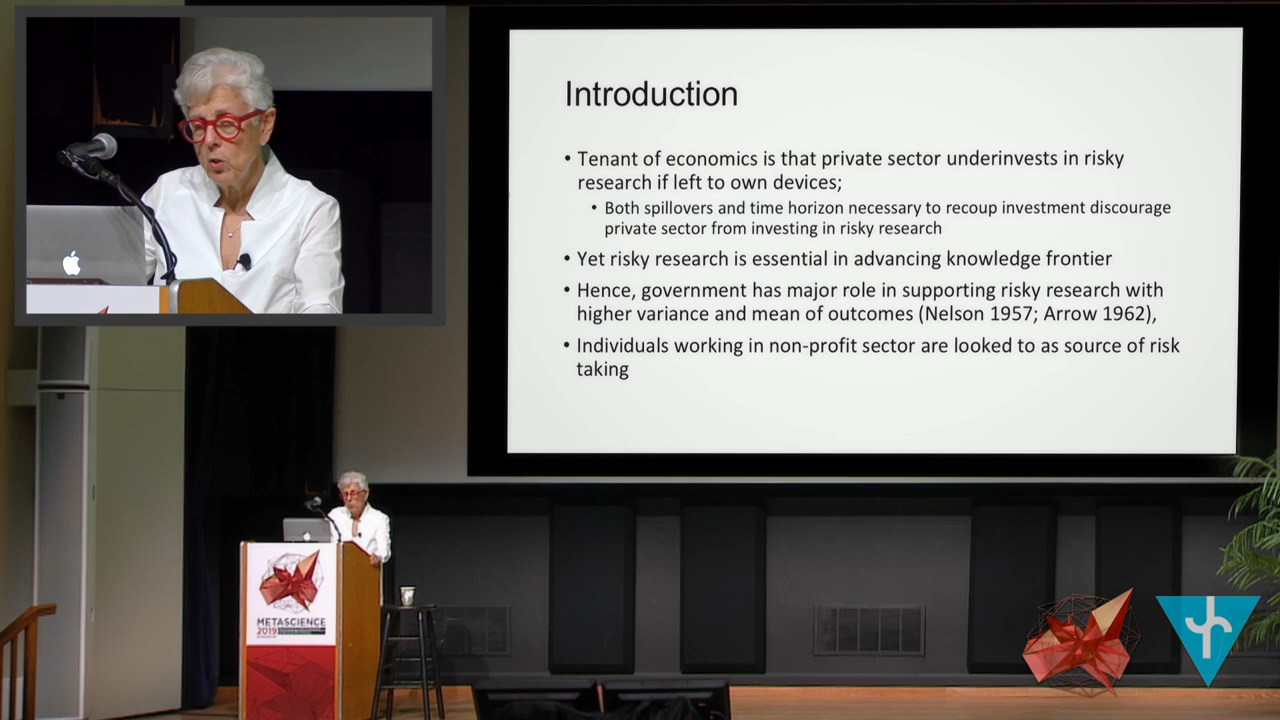 Introduction
• Tenant of economics is that private sector underinvests in risky
research if left to own devices;
• Both spillovers and time horizon necessary to recoup investment discourage
private sector from investing in risky research
• Yet risky research is essential in advancing knowledge frontier
• Hence, government has major role in supporting risky research with
higher variance and mean of outcomes (Nelson 1957; Arrow 1962),
• Individuals working in non-profit sector are looked to as source of risk
taking
METASCIENCE
2019